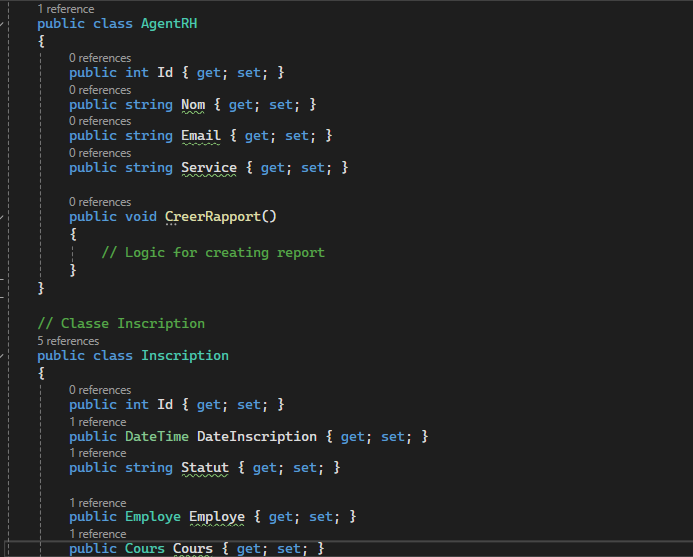 1 reference
public class AgentRH
{
0 references
public int Id { get; set; }
0 references
public string Nom { get; set; }
0 references
public string Email { get; set; }
0 references
public string Service { get; set; }
0 references
public void CreerRapport()
{
// Logic for creating report
}
}
// Classe Inscription
5 references
public class Inscription
{
0 references
public int Id { get; set; }
1 reference
public DateTime DateInscription { get; set; }
1 reference
public string Statut { get; set; }
1 reference
public Employe Employe { get; set; }
1 reference
public Cours Cours { get; set; }